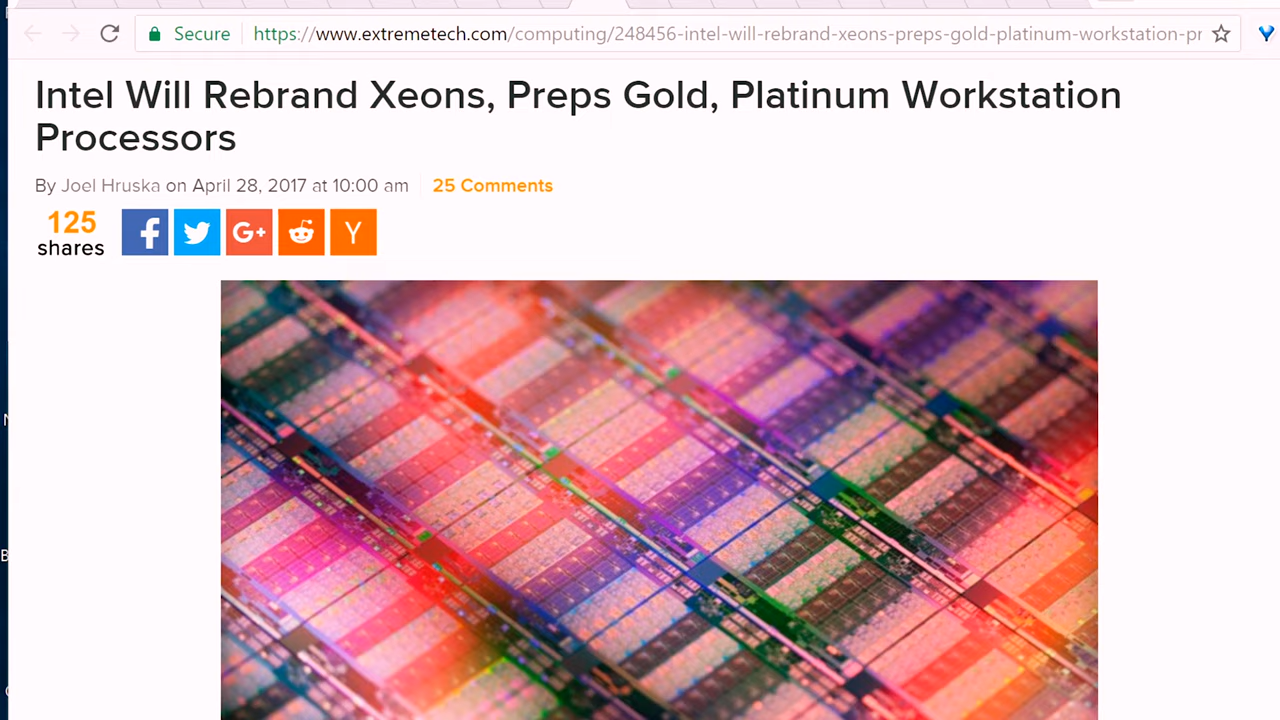 Secure https://www.extremetech.com/computing/248456-intel-will-rebrand-xeons-preps-gold-platinum-workstation-pr
Intel Will Rebrand Xeons, Preps Gold, Platinum Workstation
Processors
By Joel Hruska on April 28, 2017 at 10:00 am 25 Comments
125
shares
f
G+
Y